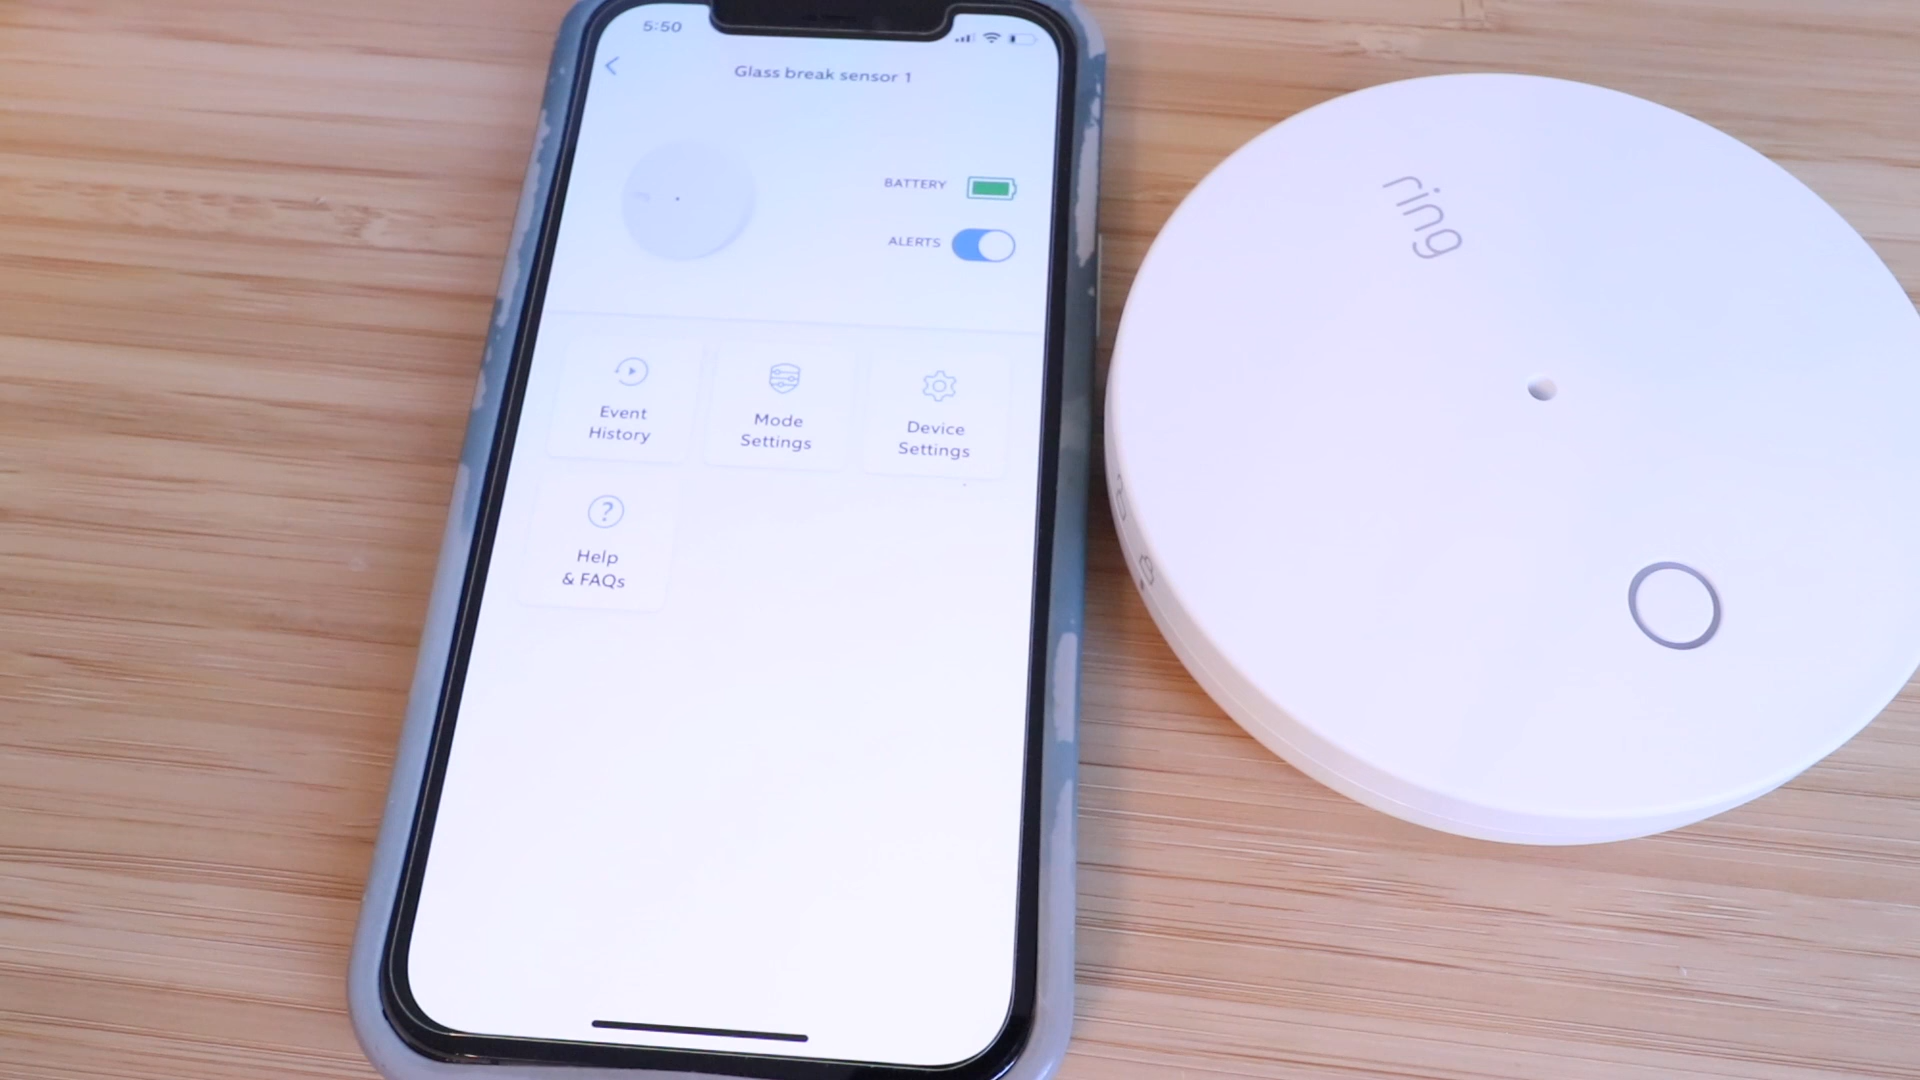 5:50
Glass break sensor 1
BATTERY
ALERTS
Event
History
Mode
Settings
Device
Settings
Help
& FAQs
ring